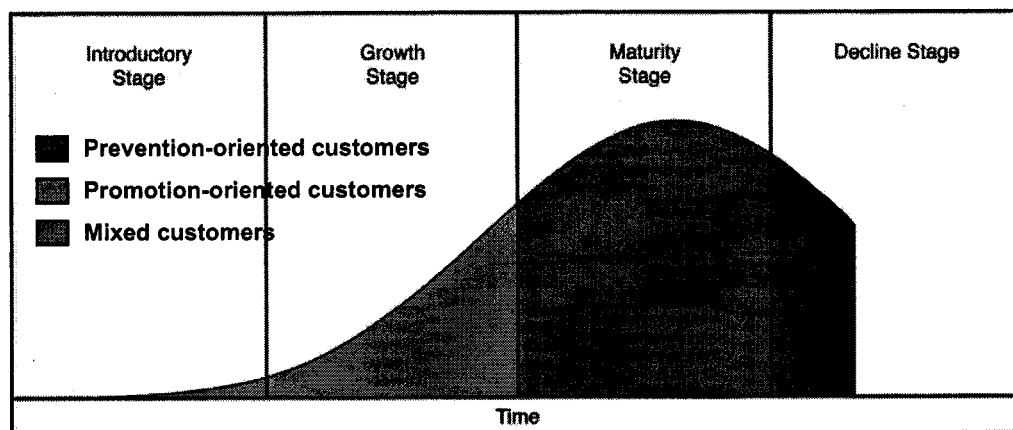 Introductory
Stage
Growth
Stage
Maturity
Stage
Decline Stage
Prevention-oriented customers
Promotion-oriented customers
Mixed customers
Time